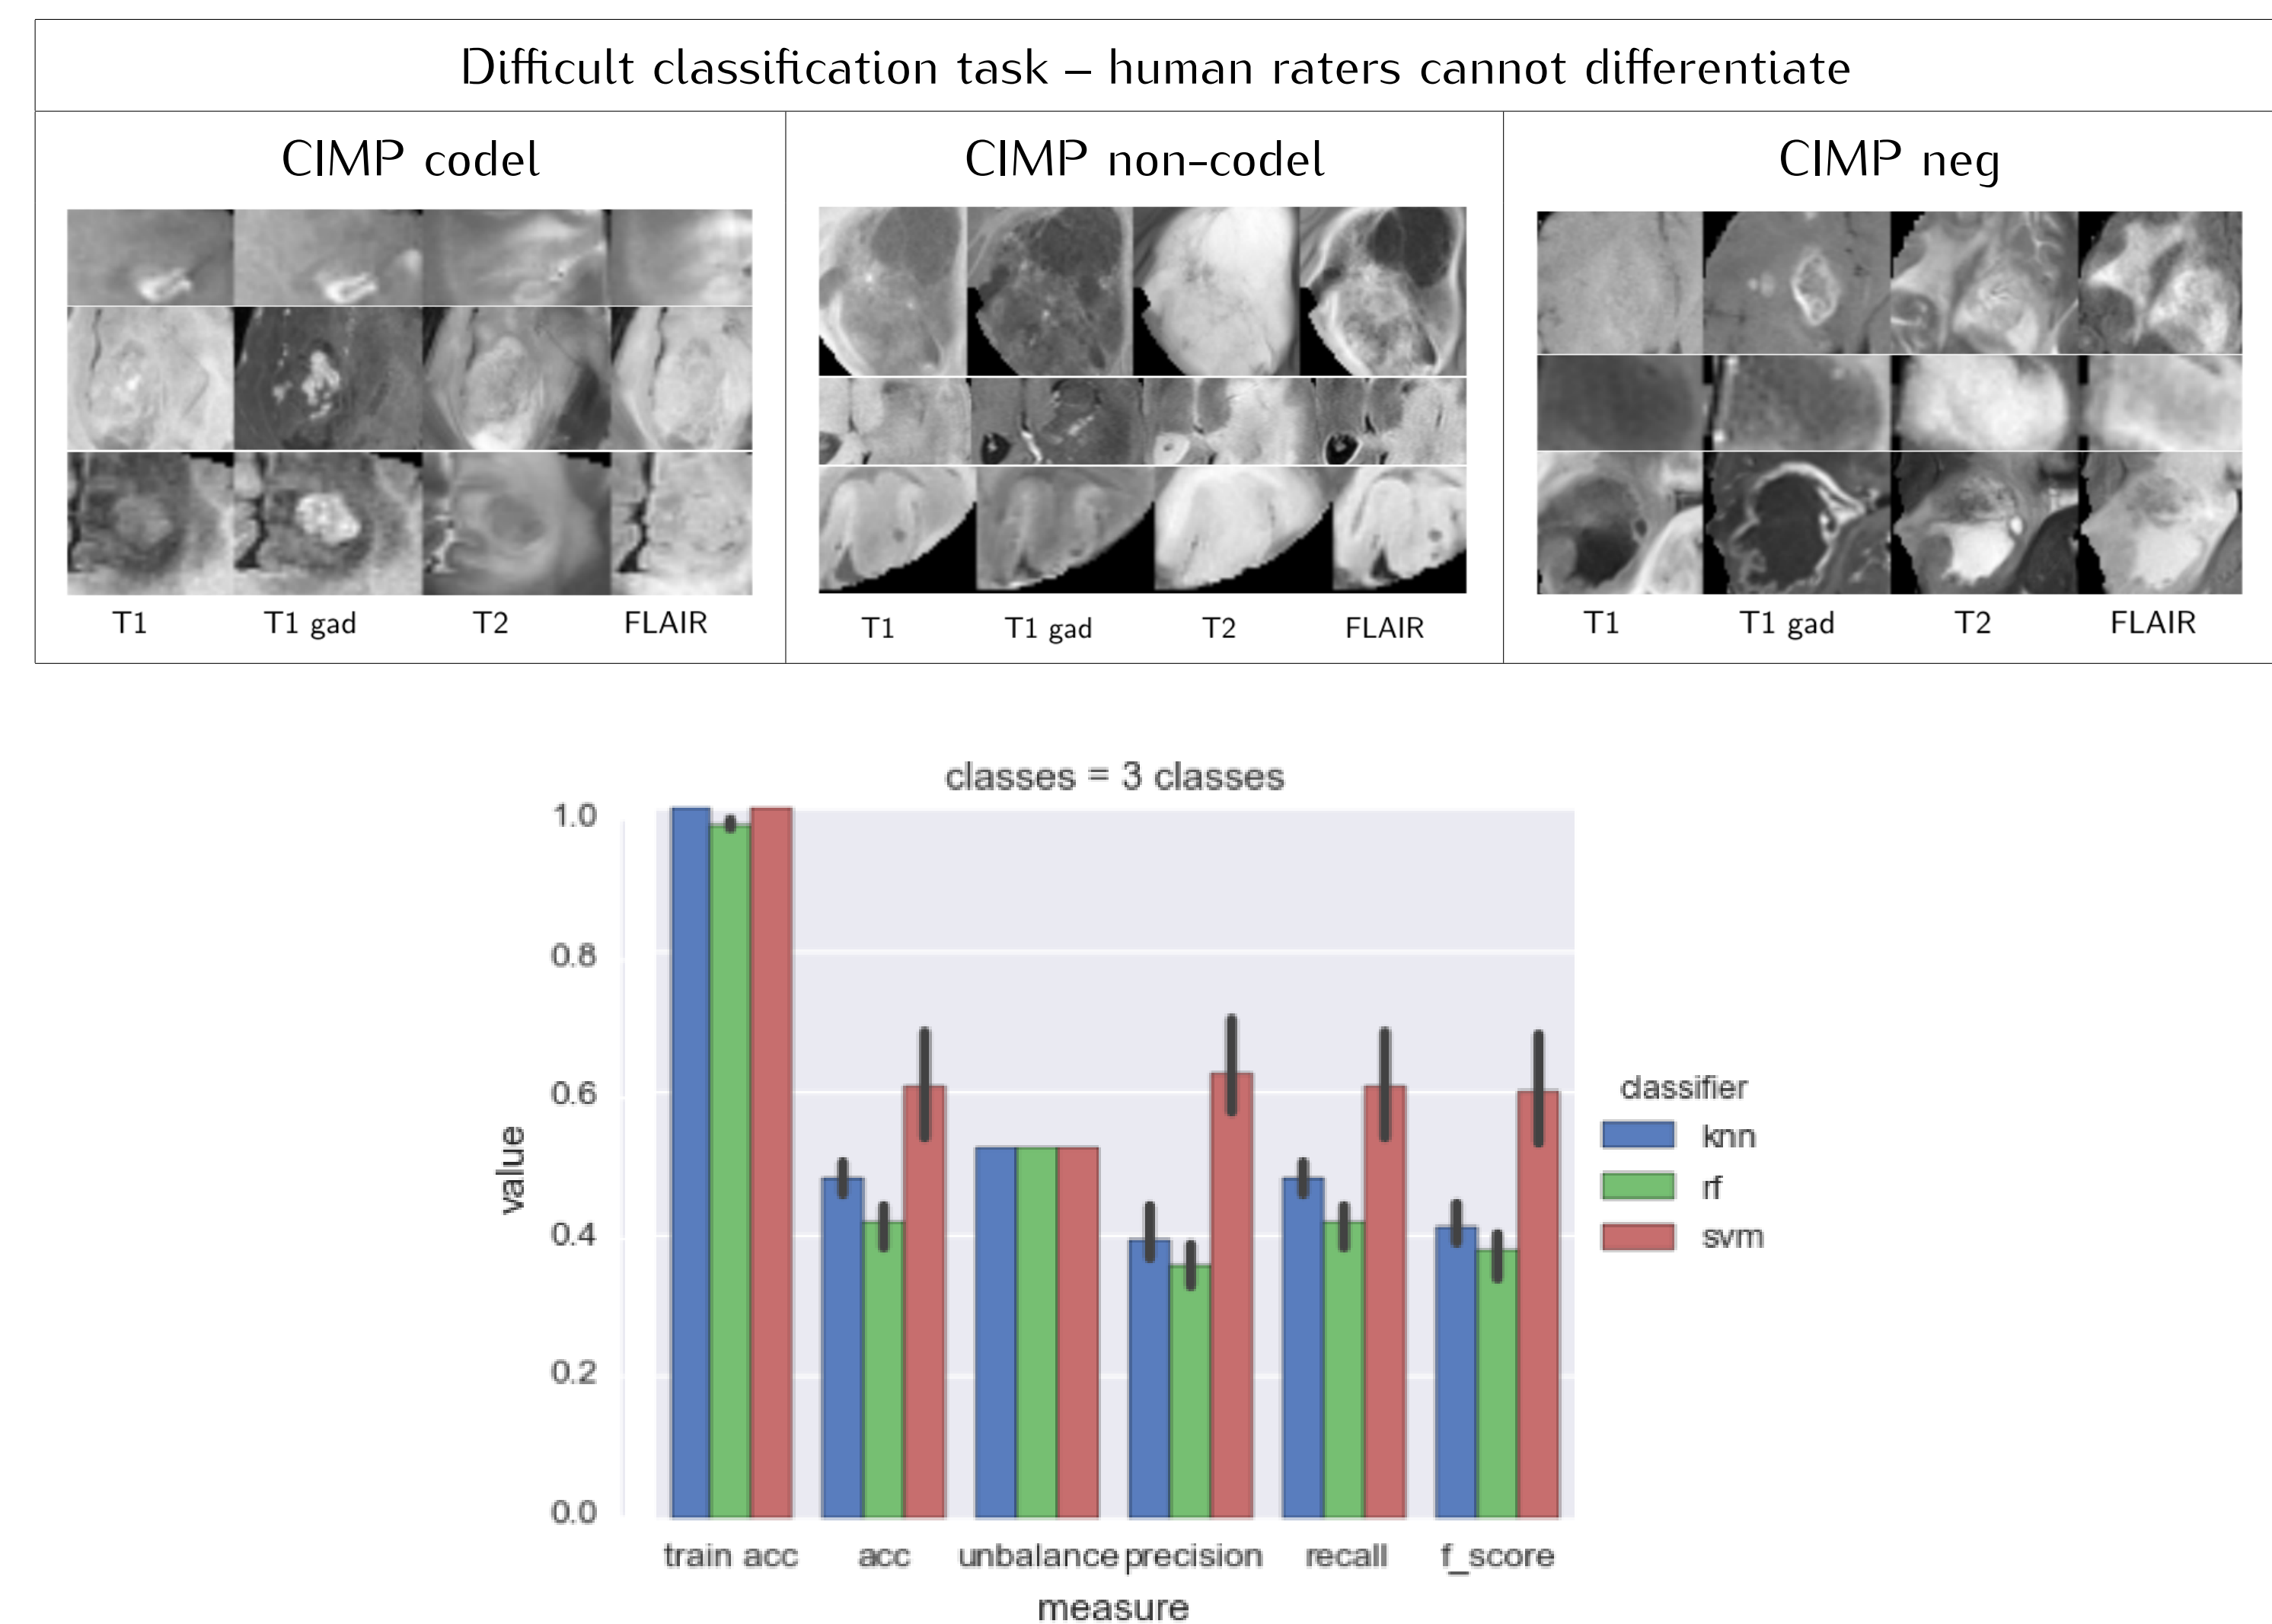 Difficult classification task – human raters cannot differentiate
CIMP codel
CIMP non-codel
CIMP neg
T1 T1 gad T2 FLAIR
T1 T1 gad T2 FLAIR
T1 T1 gad T2 FLAIR
classes = 3 classes
1.0
0.8
0.6
0.4
0.2
0.0
value
train acc acc unbalance precision recall f_score
measure
classifier
knn
rf
svm